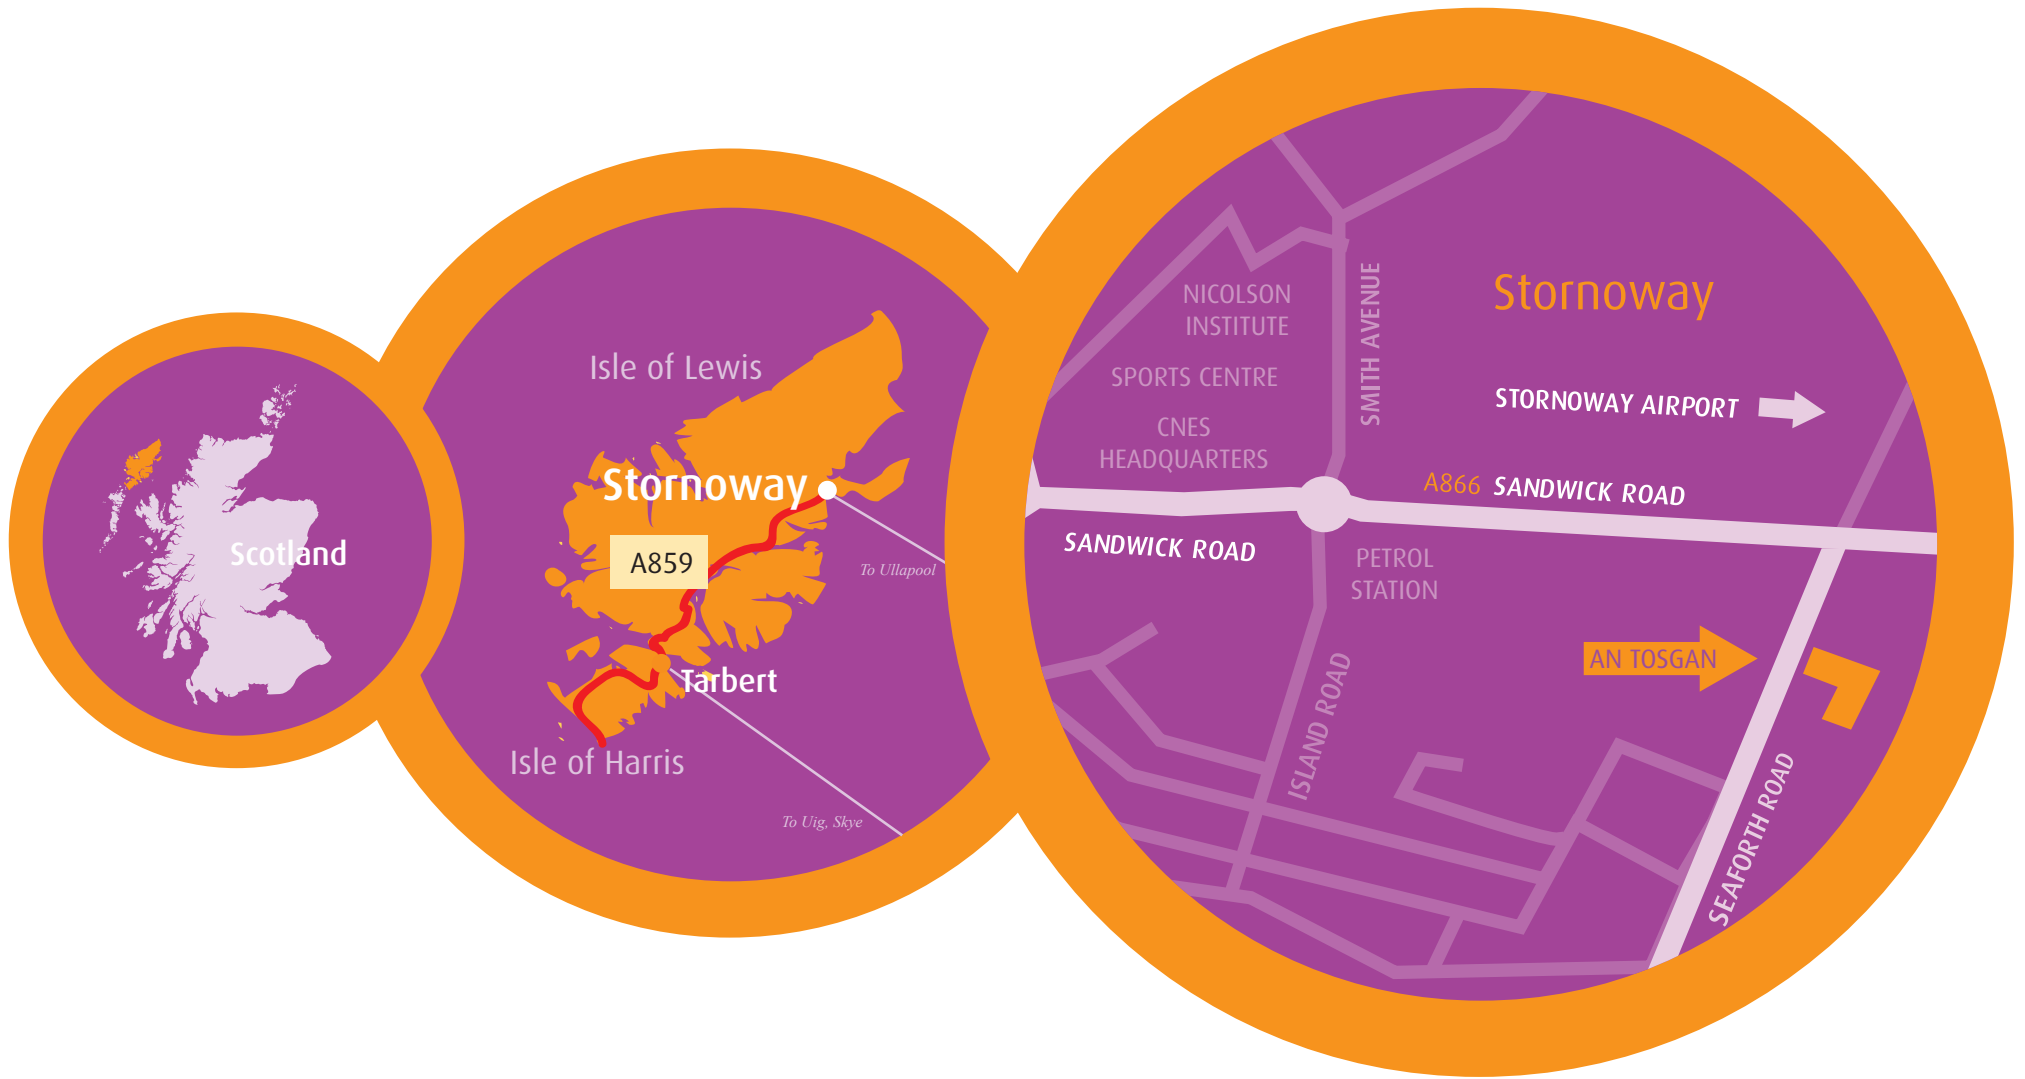 Scotland
Isle of Lewis
Stornoway
A859
To Ullapool
Tarbert
Isle of Harris
To Uig, Skye
Stornoway
NICOLSON
INSTITUTE
SPORTS CENTRE
CNES
HEADQUARTERS
SMITH AVENUE
STORNOWAY AIRPORT
A866 SANDWICK ROAD
SANDWICK ROAD
PETROL
STATION
AN TOSGAN
ISLAND ROAD
SEAFORTH ROAD